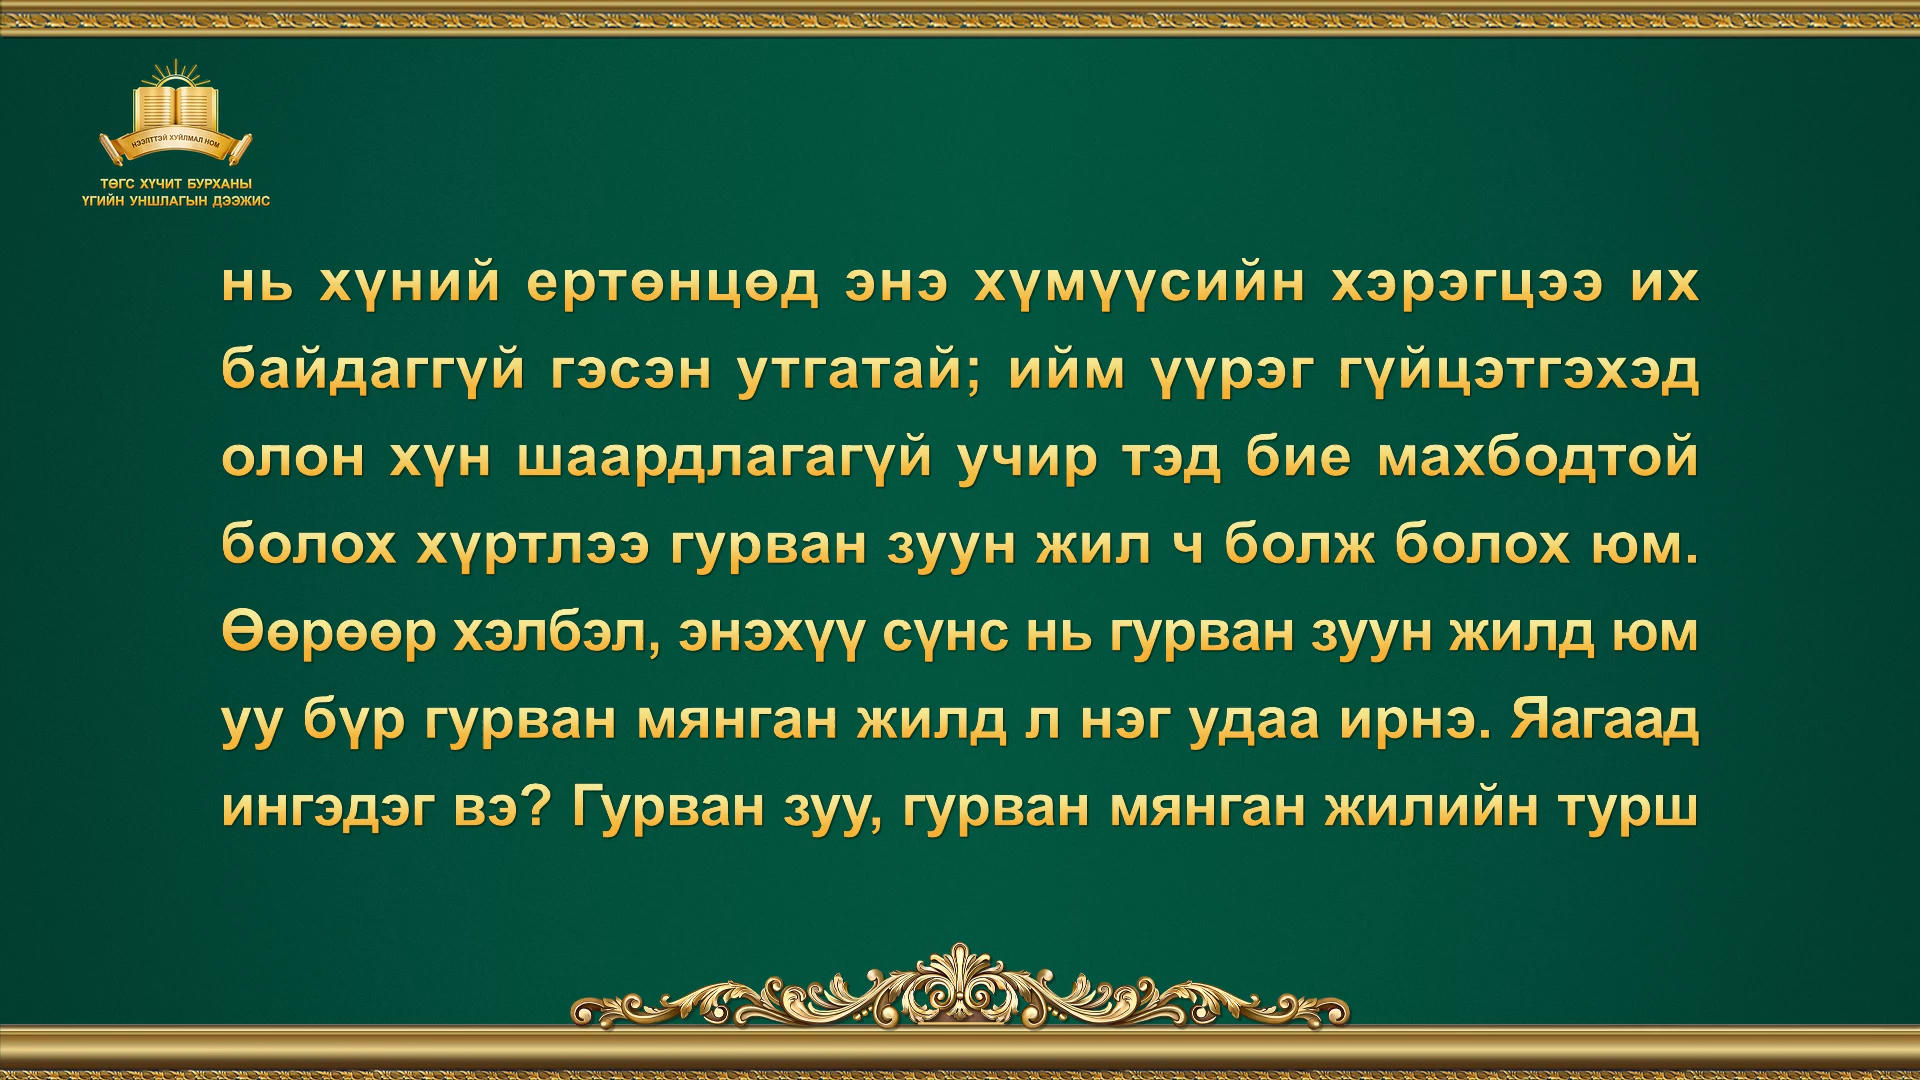 НЭЭЛТТЭЙ ХУЙЛМАЛ НОМ
ТӨГС ХҮЧИТ БУРХАНЫ
ҮГИЙН УНШЛАГЫН ДЭЭЖИС
нь хүний ертөнцөд энэ хүмүүсийн хэрэгцээ их
байдаггүй гэсэн утгатай; ийм үүрэг гүйцэтгэхэд
олон хүн шаардлагагүй учир тэд бие махбодтой
болох хүртлээ гурван зуун жил ч болж болох юм.
Өөрөөр хэлбэл, энэхүү сүнс нь гурван зуун жилд юм
уу бүр гурван мянган жилд л нэг удаа ирнэ. Яагаад
ингэдэг вэ? Гурван зуу, гурван мянган жилийн турш